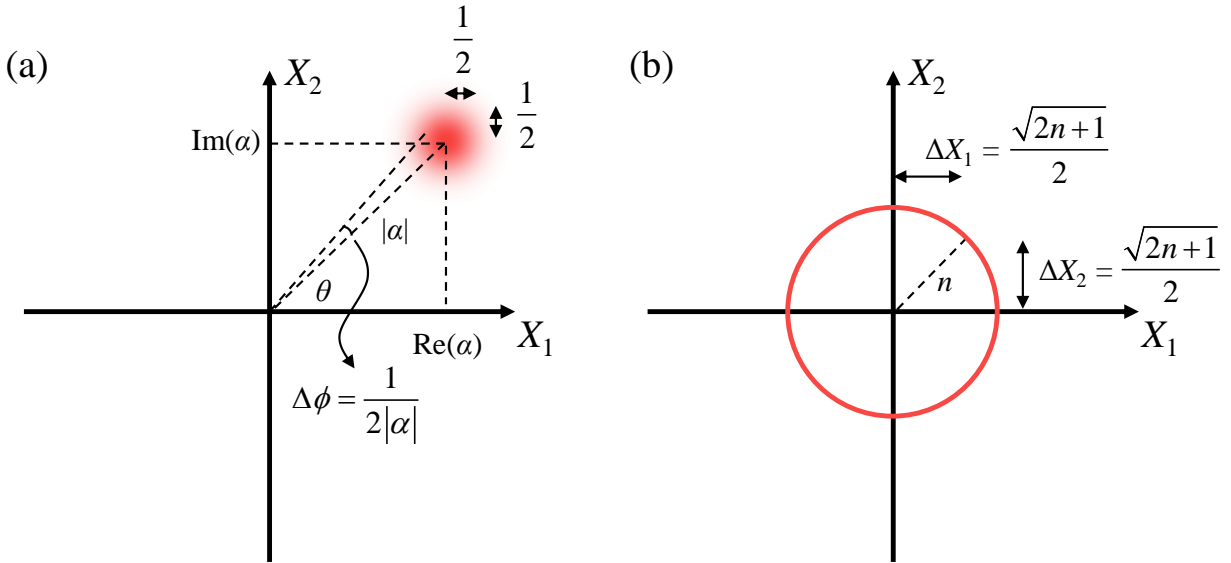 (a)
X₂
1/2
1/2
Im(α)
|α|
θ
Re(α)
X₁
Δϕ = 1/(2|α|)
(b)
X₂
ΔX₁ = √(2n+1)/2
n
ΔX₂ = √(2n+1)/2
X₁